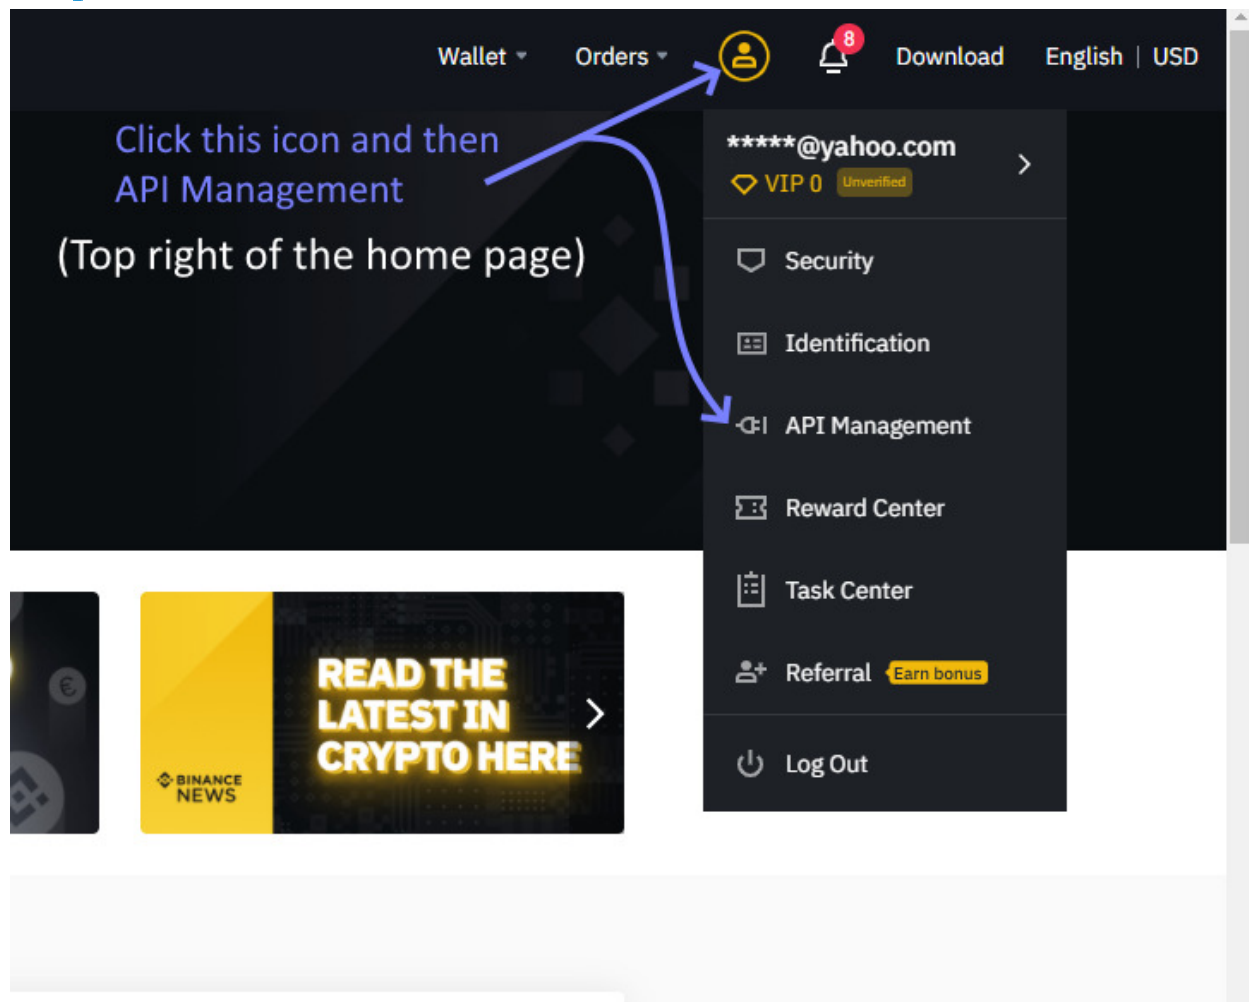 Wallet Orders 8 Download English | USD
Click this icon and then
API Management
(Top right of the home page)
*****@yahoo.com
VIP 0 Unverified
Security
Identification
API Management
Reward Center
Task Center
Referral Earn bonus
Log Out
READ THE
LATEST IN
CRYPTO HERE
BINANCE
NEWS